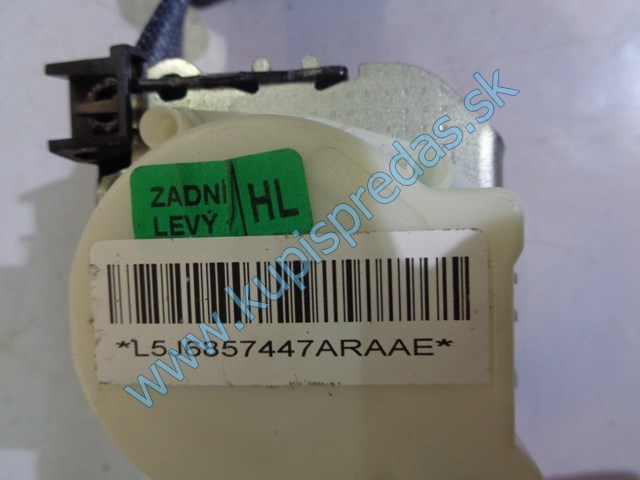 ZADNÍ
LEVÝ
HL
*L5J6857447ARAAE*
www.kupispredas.sk